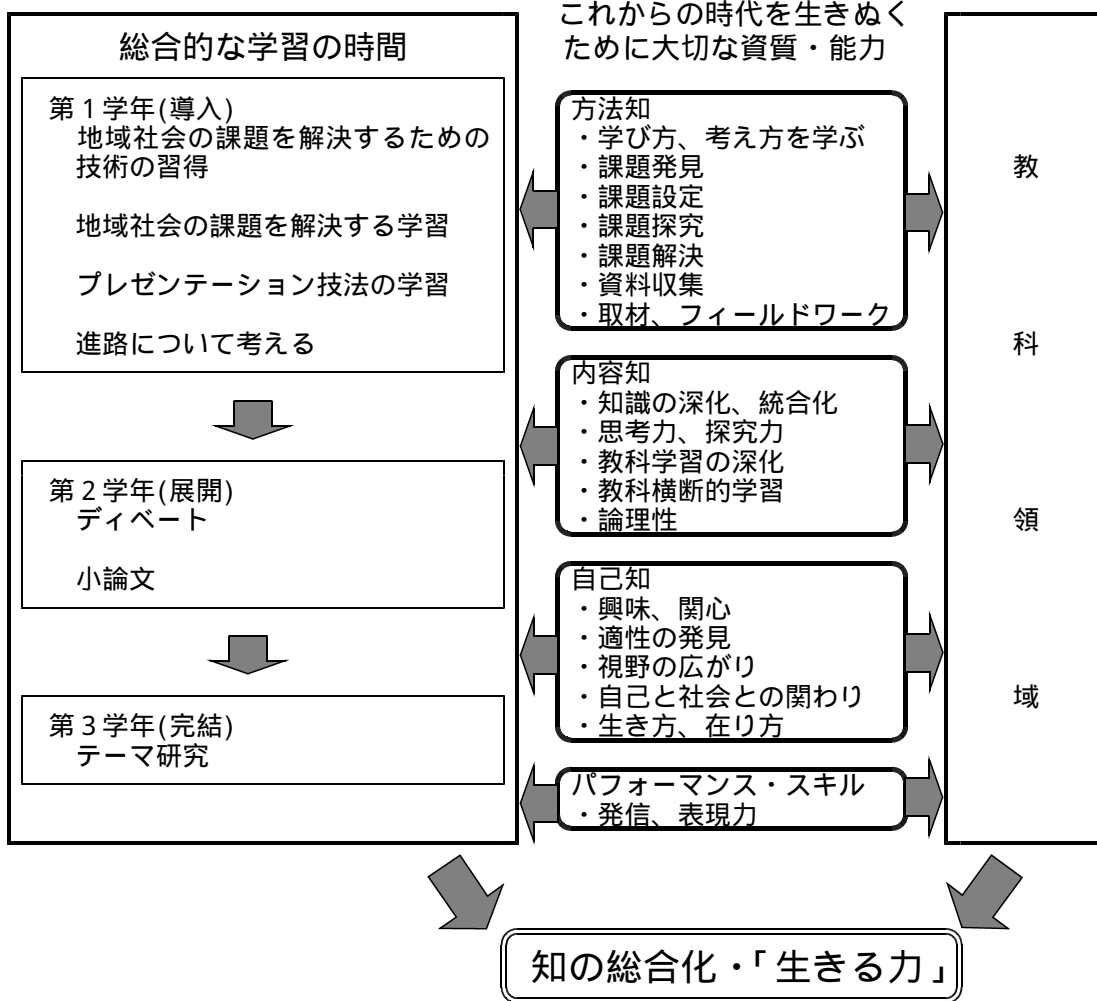 総合的な学習の時間
第1学年(導入)
地域社会の課題を解決するための
技術の習得
地域社会の課題を解決する学習
プレゼンテーション技法の学習
進路について考える
第2学年(展開)
ディベート
小論文
第3学年(完結)
テーマ研究
これからの時代を生きぬく
ために大切な資質・能力
方法知
・学び方、考え方を学ぶ
・課題発見
・課題設定
・課題探究
・課題解決
・資料収集
・取材、フィールドワーク
内容知
・知識の深化、統合化
・思考力、探究力
・教科学習の深化
・教科横断的学習
・論理性
自己知
・興味、関心
・適性の発見
・視野の広がり
・自己と社会との関わり
・生き方、在り方
パフォーマンス・スキル
・発信、表現力
教科領域
知の総合化・「生きる力」